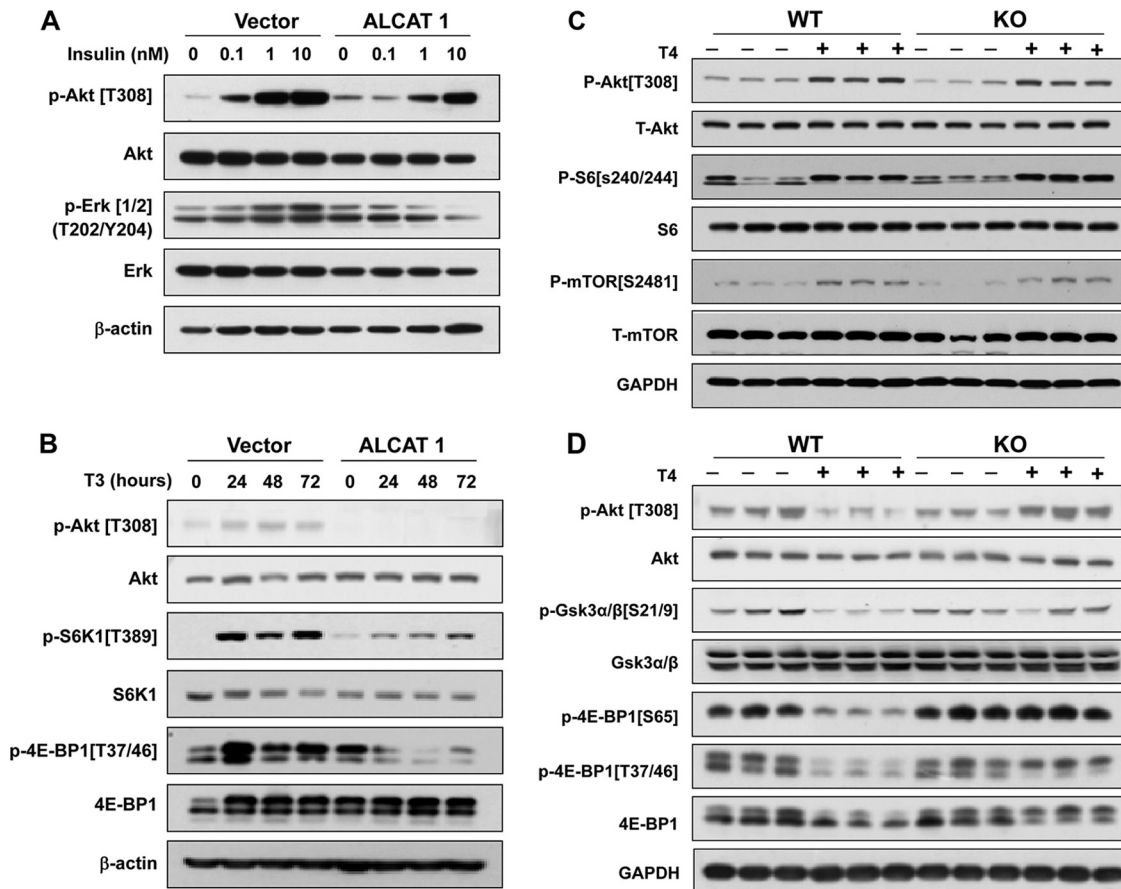 A
Vector ALCAT 1
Insulin (nM) 0 0.1 1 10 0 0.1 1 10
p-Akt [T308]
Akt
p-Erk [1/2]
(T202/Y204)
Erk
β-actin
B
Vector ALCAT 1
T3 (hours) 0 24 48 72 0 24 48 72
p-Akt [T308]
Akt
p-S6K1[T389]
S6K1
p-4E-BP1[T37/46]
4E-BP1
β-actin
C
WT KO
T4 – – – + + + – – – + + +
P-Akt[T308]
T-Akt
P-S6[s240/244]
S6
P-mTOR[S2481]
T-mTOR
GAPDH
D
WT KO
T4 – – – + + + – – – + + +
p-Akt [T308]
Akt
p-Gsk3α/β[S21/9]
Gsk3α/β
p-4E-BP1[S65]
p-4E-BP1[T37/46]
4E-BP1
GAPDH